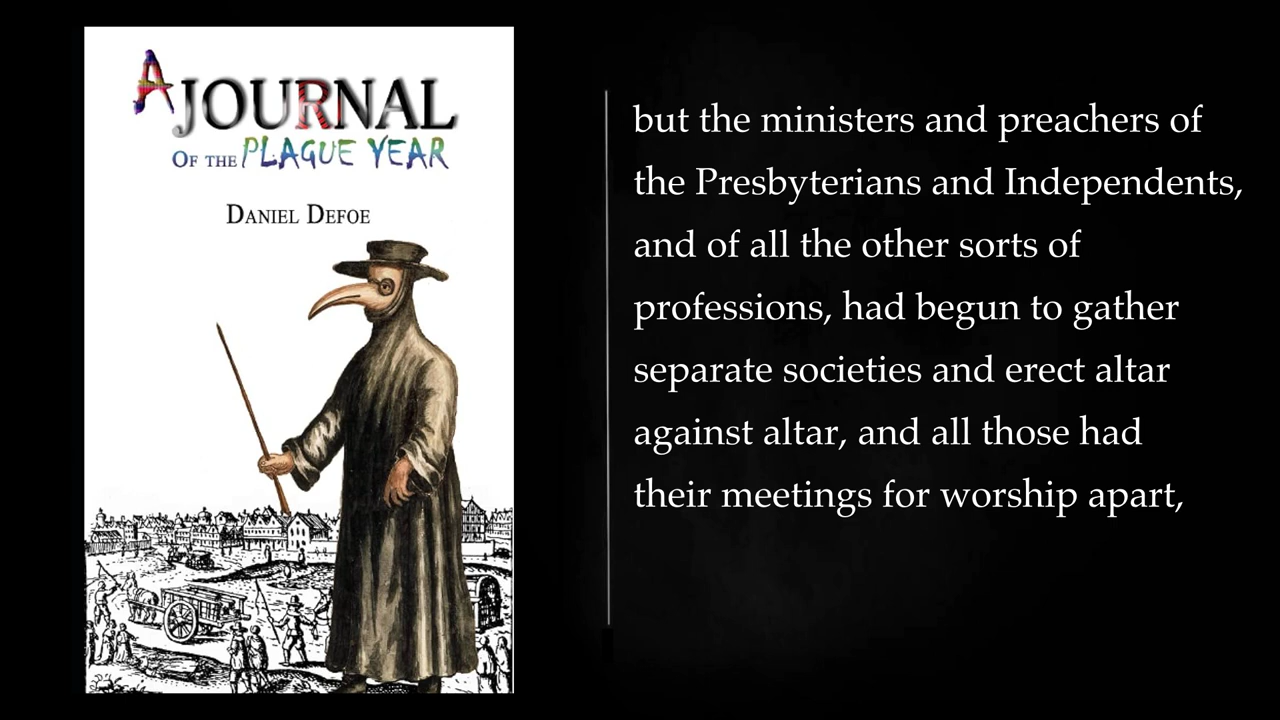 A JOURNAL
OF THE PLAGUE YEAR
DANIEL DEFOE
but the ministers and preachers of
the Presbyterians and Independents,
and of all the other sorts of
professions, had begun to gather
separate societies and erect altar
against altar, and all those had
their meetings for worship apart,